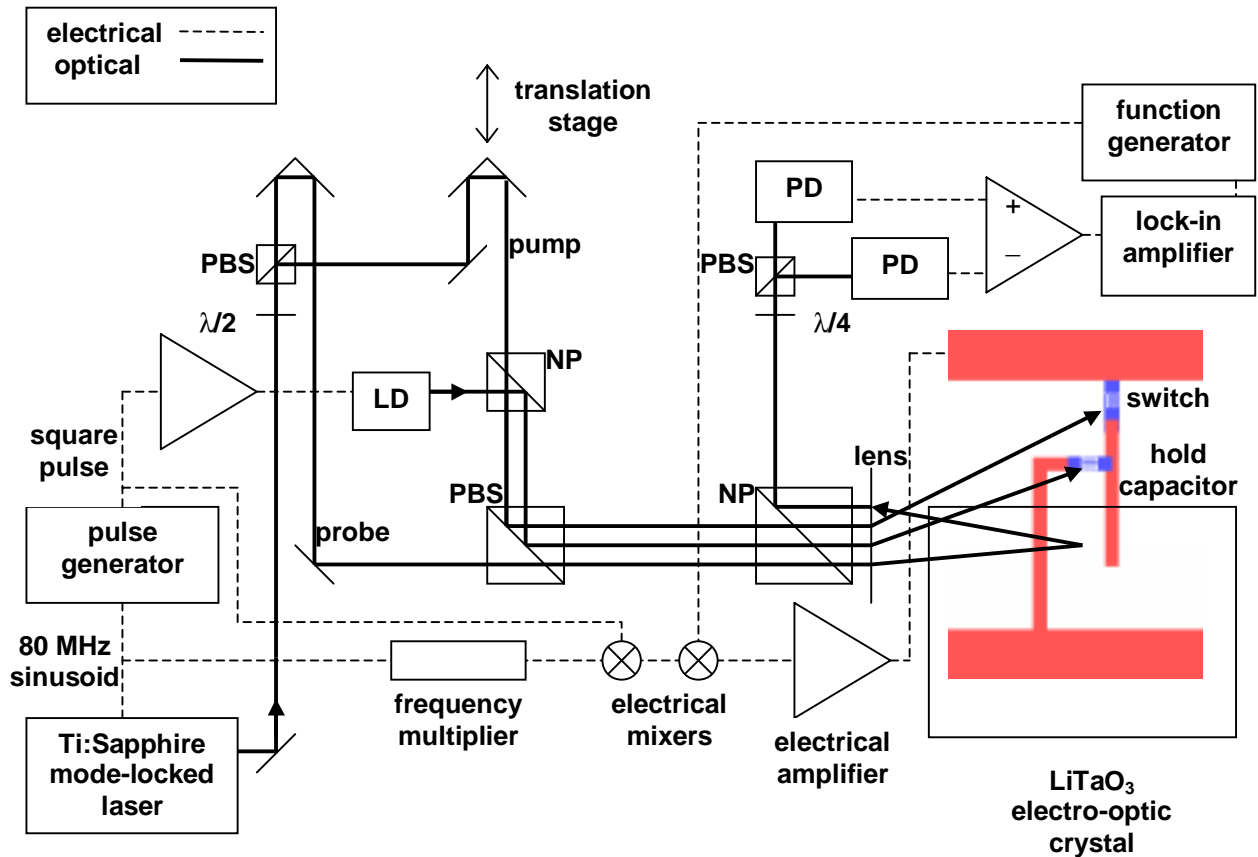 electrical
optical
translation
stage
function
generator
PD
+
lock-in
amplifier
pump
PBS
PBS
PD
−
λ/2
λ/4
NP
LD
switch
square
pulse
lens
hold
capacitor
PBS
NP
pulse
generator
probe
80 MHz
sinusoid
frequency
multiplier
electrical
mixers
electrical
amplifier
Ti:Sapphire
mode-locked
laser
LiTaO3
electro-optic
crystal